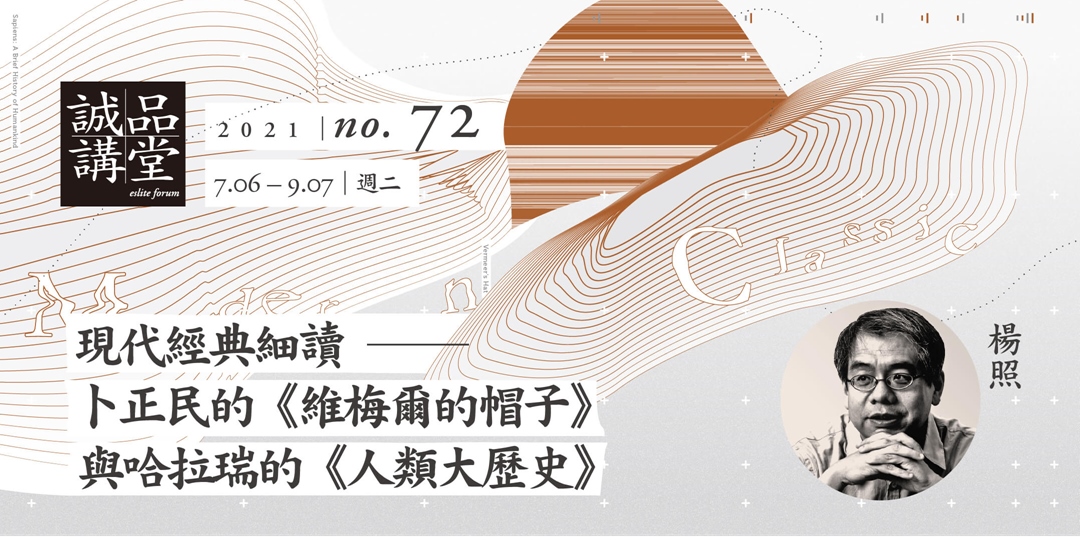 Sapiens: A Brief History of Humankind
誠品
講堂
eslite forum
2021 | no. 72
7.06 – 9.07 | 週二
Modern
Classic
Vermeer's Hat
現代經典細讀 ——
卜正民的《維梅爾的帽子》
與哈拉瑞的《人類大歷史》
楊照